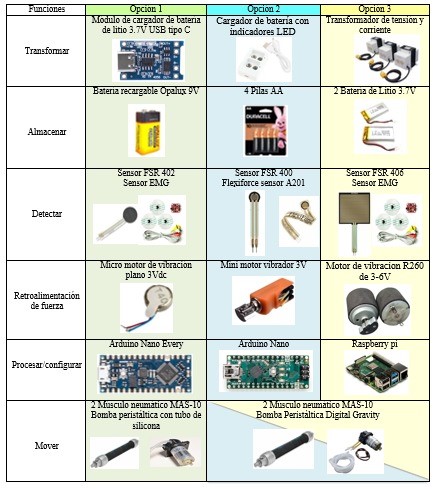 Funciones
Opcion 1
Opcion 2
Opcion 3
Transformar
Modulo de cargador de bateria
de litio 3.7V USB tipo C
Cargador de batería con
indicadores LED
Transformador de tension y
corriente
Almacenar
Bateria recargable Opalux 9V
4 Pilas AA
DURACELL
2 Bateria de Litio 3.7V
Detectar
Sensor FSR 402
Sensor EMG
Sensor FSR 400
Flexiforce sensor A201
Sensor FSR 406
Sensor EMG
Retroalimentación
de fuerza
Micro motor de vibracion
plano 3Vdc
Mini motor vibrador 3V
Motor de vibracion R260
de 3-6V
Procesar/configurar
Arduino Nano Every
Arduino Nano
Raspberry pi
Mover
2 Musculo neumatico MAS-10
Bomba peristáltica con tubo de
silicona
2 Musculo neumatico MAS-10
Bomba Peristáltica Digital Gravity